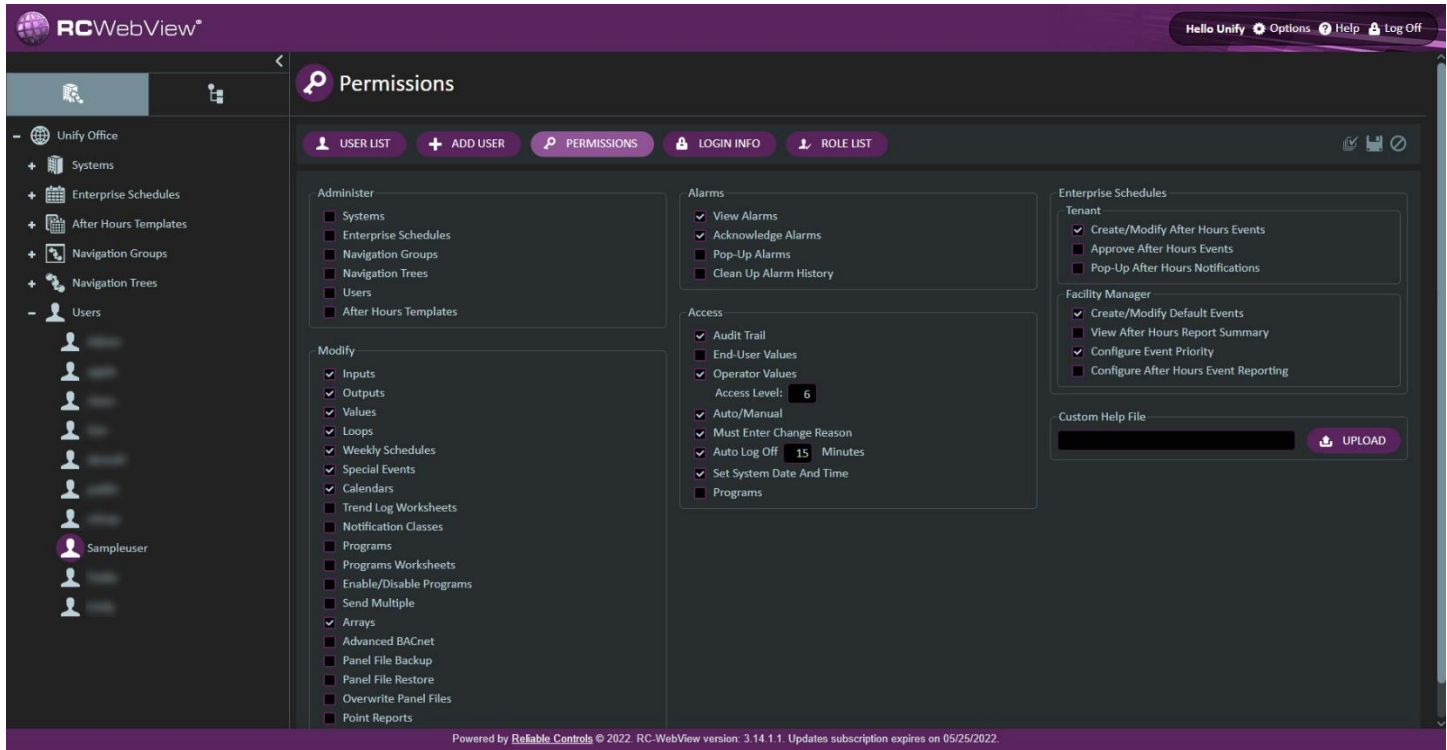 RCWebView®
Hello Unify Options Help Log Off
Permissions
Unify Office
Systems
Enterprise Schedules
After Hours Templates
Navigation Groups
Navigation Trees
Users
Sampleuser
USER LIST ADD USER PERMISSIONS LOGIN INFO ROLE LIST
Administer
Systems
Enterprise Schedules
Navigation Groups
Navigation Trees
Users
After Hours Templates
Modify
Inputs
Outputs
Values
Loops
Weekly Schedules
Special Events
Calendars
Trend Log Worksheets
Notification Classes
Programs
Programs Worksheets
Enable/Disable Programs
Send Multiple
Arrays
Advanced BACnet
Panel File Backup
Panel File Restore
Overwrite Panel Files
Point Reports
Alarms
View Alarms
Acknowledge Alarms
Pop-Up Alarms
Clean Up Alarm History
Access
Audit Trail
End-User Values
Operator Values
Access Level: 6
Auto/Manual
Must Enter Change Reason
Auto Log Off 15 Minutes
Set System Date And Time
Programs
Enterprise Schedules
Tenant
Create/Modify After Hours Events
Approve After Hours Events
Pop-Up After Hours Notifications
Facility Manager
Create/Modify Default Events
View After Hours Report Summary
Configure Event Priority
Configure After Hours Event Reporting
Custom Help File
UPLOAD
Powered by Reliable Controls © 2022. RC-WebView version: 3.14.1.1. Updates subscription expires on 05/25/2022.